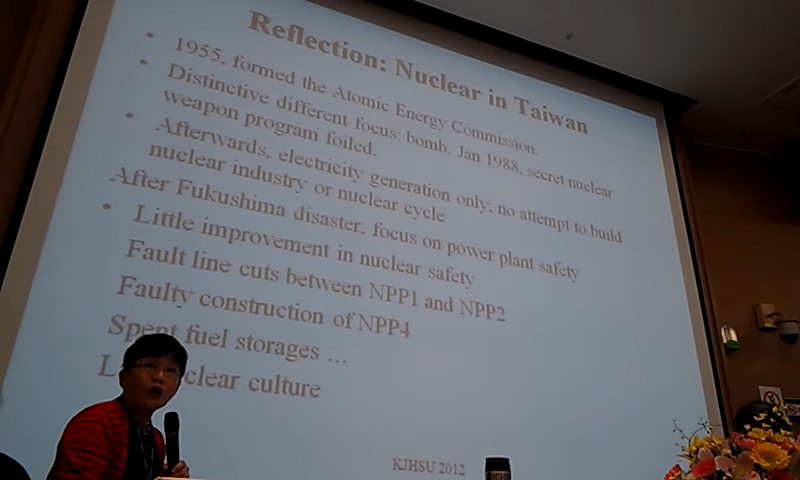 Reflection: Nuclear in Taiwan
• 1955, formed the Atomic Energy Commission.
• Distinctive different focus: bomb. Jan 1988, secret nuclear
weapon program foiled.
• Afterwards, electricity generation only; no attempt to build
nuclear industry or nuclear cycle
After Fukushima disaster, focus on power plant safety
• Little improvement in nuclear safety
Fault line cuts between NPP1 and NPP2
Faulty construction of NPP4
Spent fuel storages ...
clear culture
KJHSU 2012